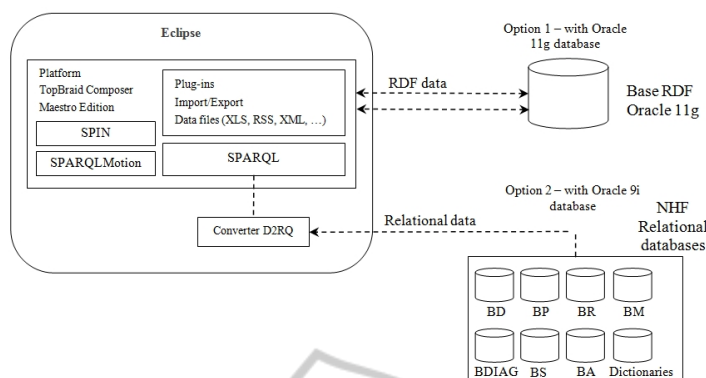 Eclipse
Platform
TopBraid Composer
Maestro Edition
SPIN
SPARQLMotion
Plug-ins
Import/Export
Data files (XLS, RSS, XML, ...)
SPARQL
Converter D2RQ
RDF data
Option 1 – with Oracle
11g database
Base RDF
Oracle 11g
Option 2 – with Oracle 9i
database
Relational data
NHF
Relational
databases
BD BP BR BM
BDIAG BS BA Dictionaries